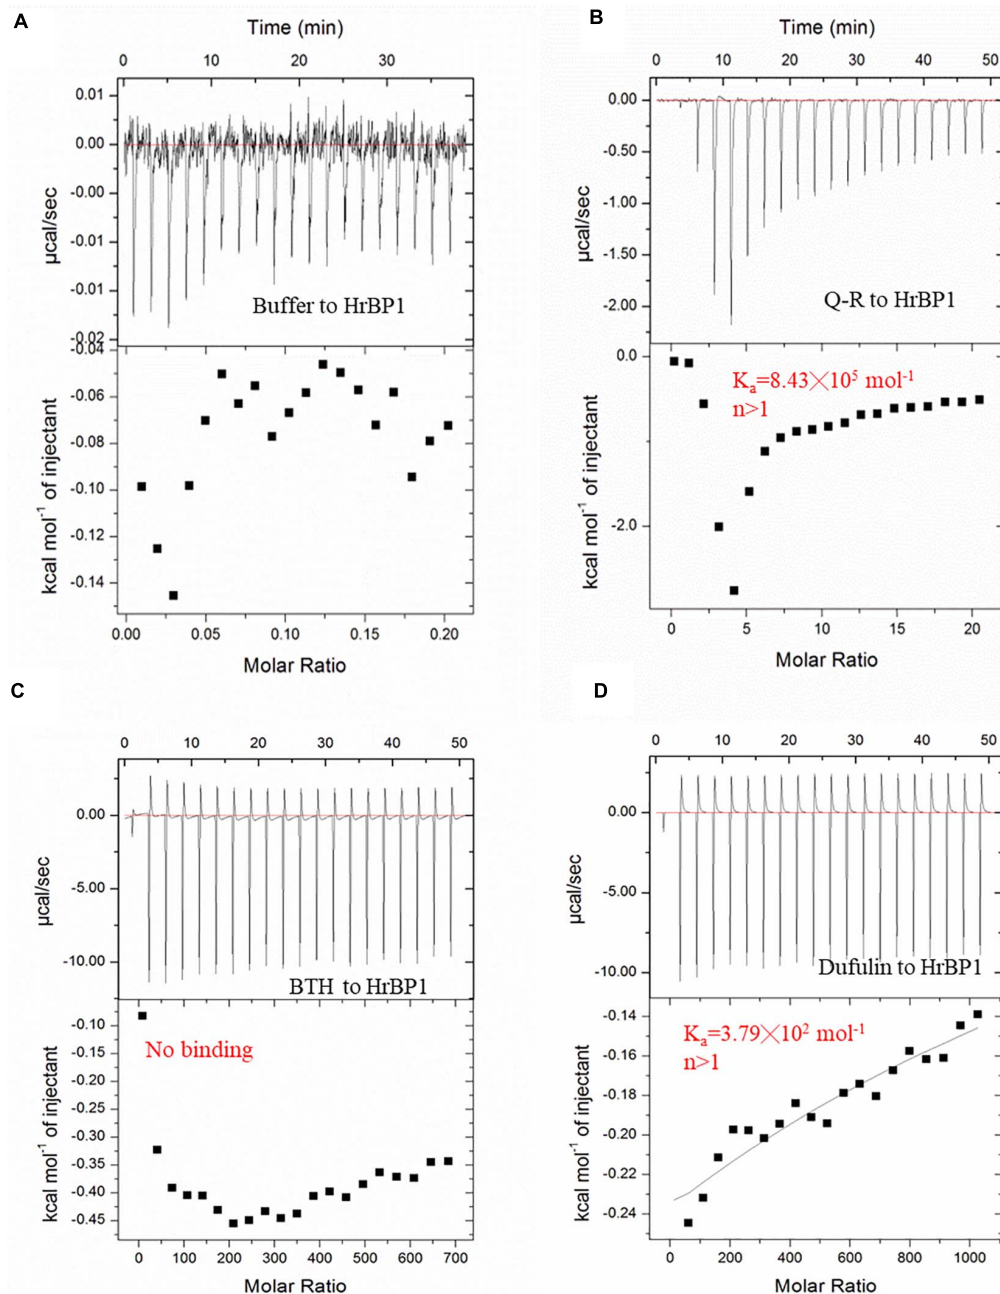 A
Time (min)
0 10 20 30
0.01
0.00
-0.00
-0.01
-0.01
-0.02
µcal/sec
Buffer to HrBP1
-0.04
-0.06
-0.08
-0.10
-0.12
-0.14
kcal mol-1 of injectant
0.00 0.05 0.10 0.15 0.20
Molar Ratio
B
Time (min)
0 10 20 30 40 50
0.00
-0.50
-1.00
-1.50
-2.00
µcal/sec
Q-R to HrBP1
0.0
-2.0
Ka=8.43×10⁵ mol⁻¹
n>1
kcal mol⁻¹ of injectant
0 5 10 15 20
Molar Ratio
C
0 10 20 30 40 50
0.00
-5.00
-10.00
µcal/sec
BTH to HrBP1
-0.10
-0.15
-0.20
-0.25
-0.30
-0.35
-0.40
-0.45
No binding
kcal mol⁻¹ of injectant
0 100 200 300 400 500 600 700
Molar Ratio
D
0 10 20 30 40 50
0.00
-5.00
-10.00
µcal/sec
Dufulin to HrBP1
-0.14
-0.16
-0.18
-0.20
-0.22
-0.24
Ka=3.79×10² mol⁻¹
n>1
kcal mol⁻¹ of injectant
0 200 400 600 800 1000
Molar Ratio